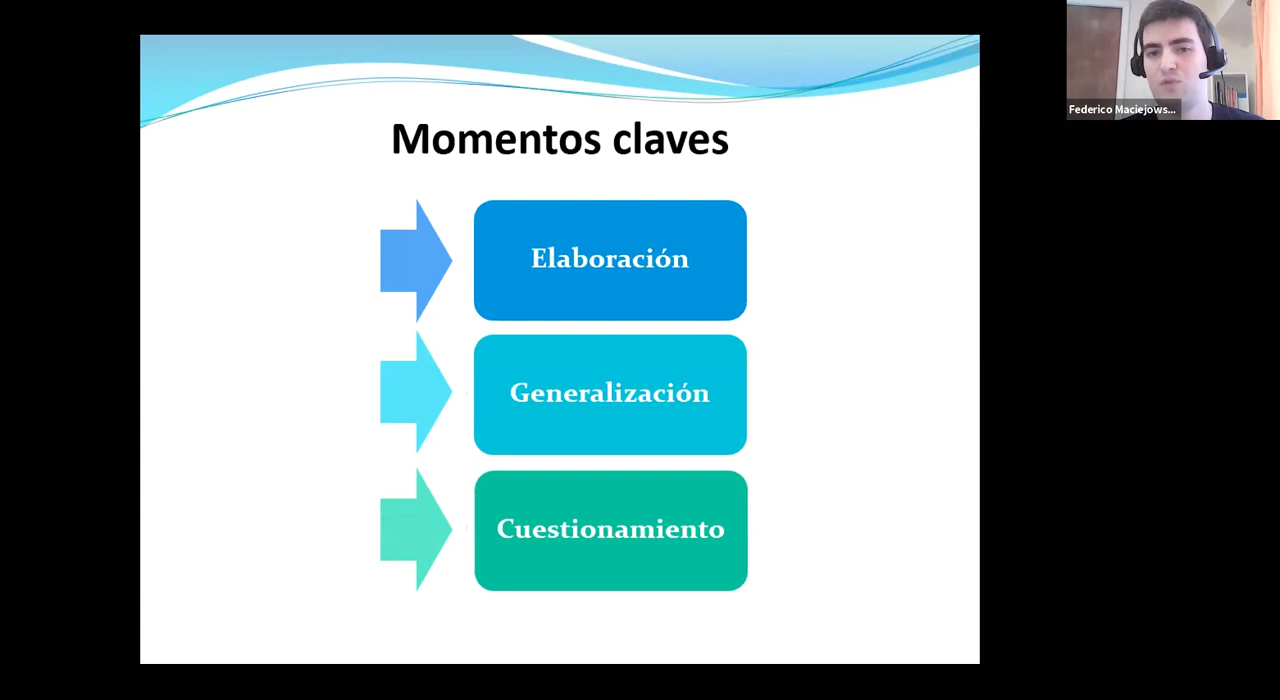 Momentos claves
Elaboración
Generalización
Cuestionamiento
Federico Maciejows...